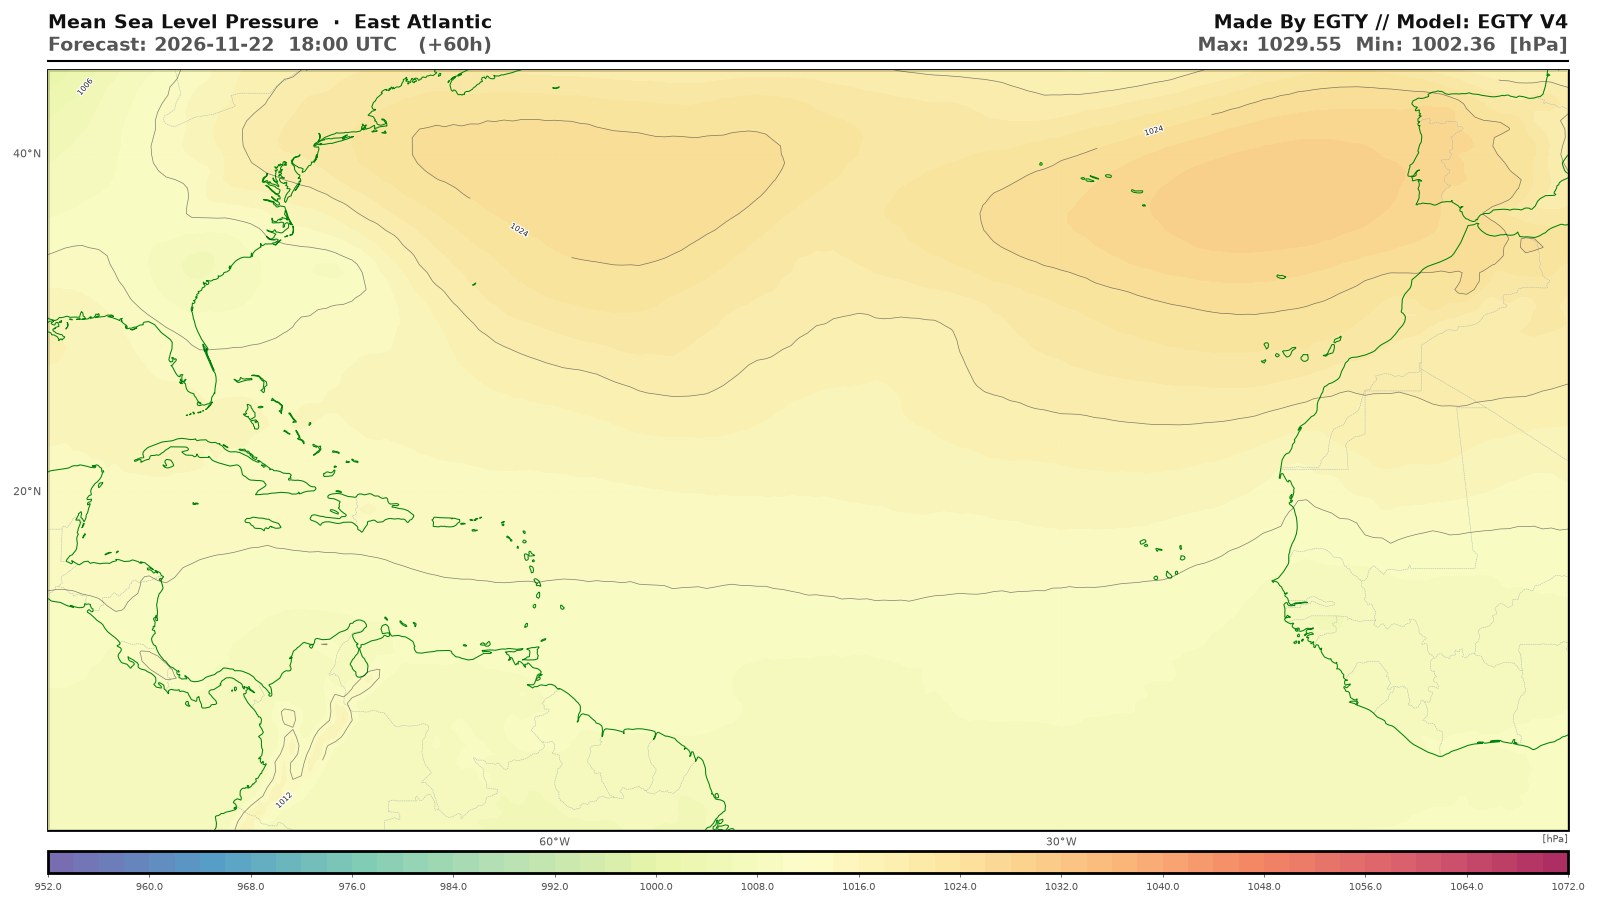 Mean Sea Level Pressure · East Atlantic
Made By EGTY // Model: EGTY V4
Forecast: 2026-11-22 18:00 UTC (+60h)
Max: 1029.55 Min: 1002.36 [hPa]
1006
1024
40°N
1024
20°N
1012
60°W
30°W
[hPa]
952.0 960.0 968.0 976.0 984.0 992.0 1000.0 1008.0 1016.0 1024.0 1032.0 1040.0 1048.0 1056.0 1064.0 1072.0